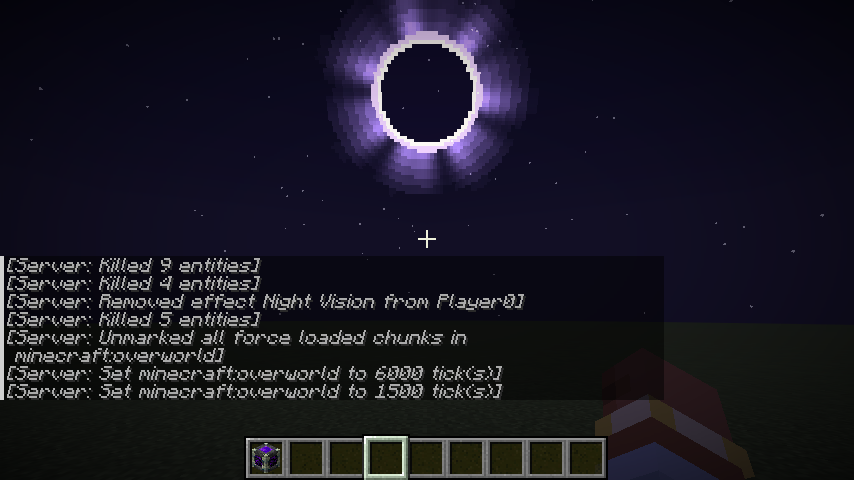 [Server: Killed 9 entities]
[Server: Killed 4 entities]
[Server: Removed effect Night Vision from Player0]
[Server: Killed 5 entities]
[Server: Unmarked all force loaded chunks in
minecraft:overworld]
[Server: Set minecraft:overworld to 6000 tick(s)]
[Server: Set minecraft:overworld to 1500 tick(s)]